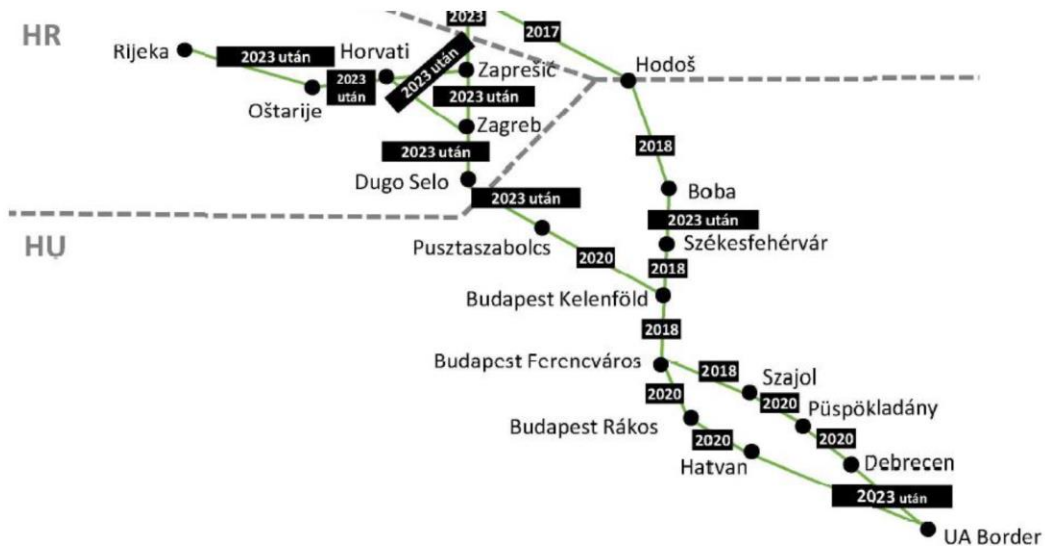 2023
HR
2017
Rijeka
2023 után
Horvati
2023 után
Zaprešić
Hodoš
2023
után
Oštarije
2023 után
Zagreb
2018
2023 után
Dugo Selo
Boba
2023 után
2023 után
HU
Pusztaszabolcs
Székesfehérvár
2020
2018
Budapest Kelenföld
2018
Budapest Ferencváros
2018
Szajol
2020
2020
Püspökladány
Budapest Rákos
2020
2020
Hatvan
Debrecen
2023 után
UA Border